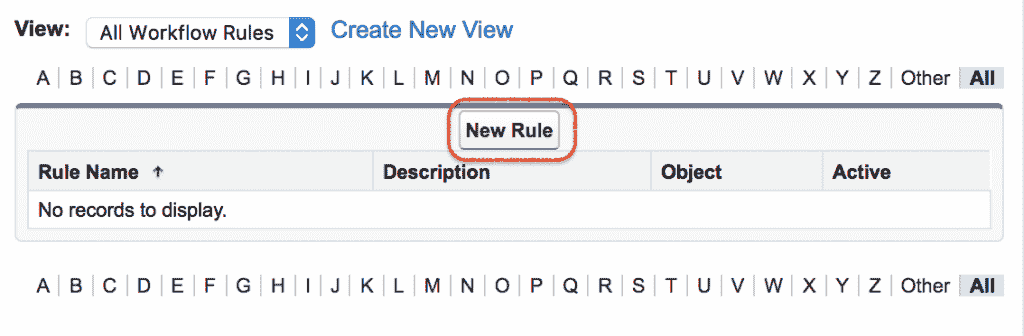 View: All Workflow Rules Create New View
A B C D E F G H I J K L M N O P Q R S T U V W X Y Z Other All
New Rule
Rule Name ↑ Description Object Active
No records to display.
A B C D E F G H I J K L M N O P Q R S T U V W X Y Z Other All